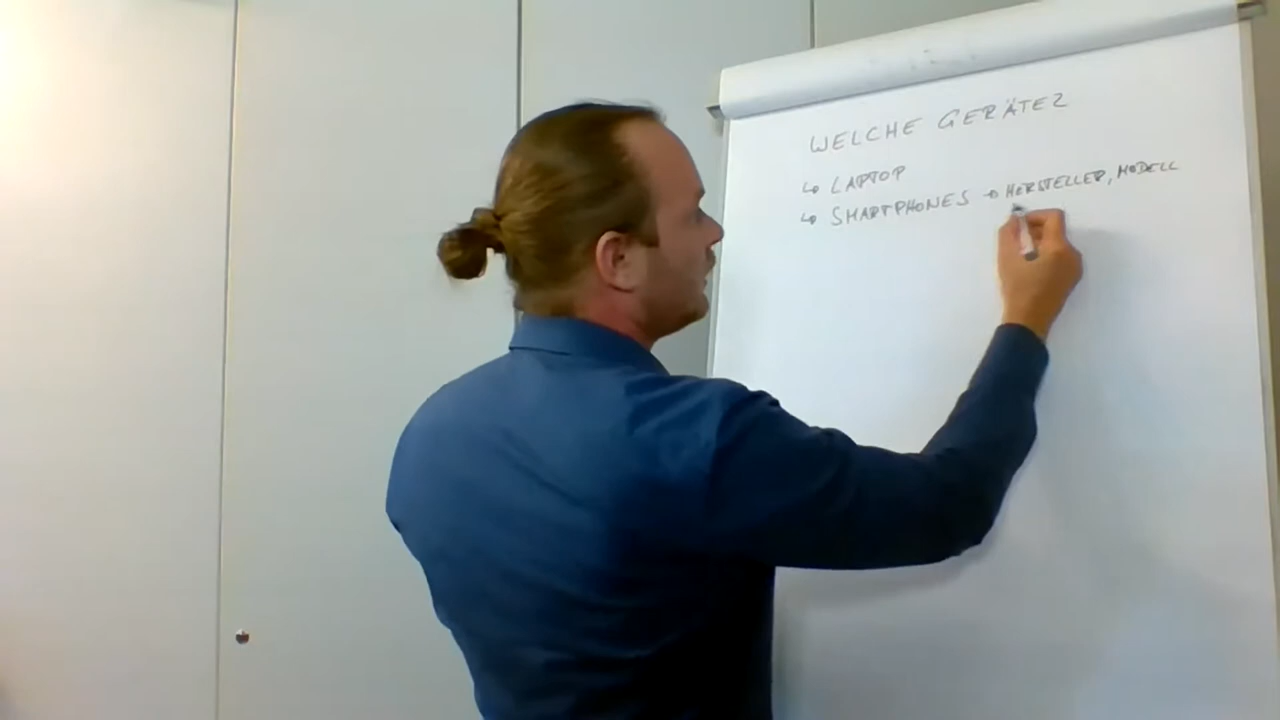 WELCHE GERÄTE?
↳ LAPTOP
↳ SMARTPHONES → HERSTELLER, MODELL